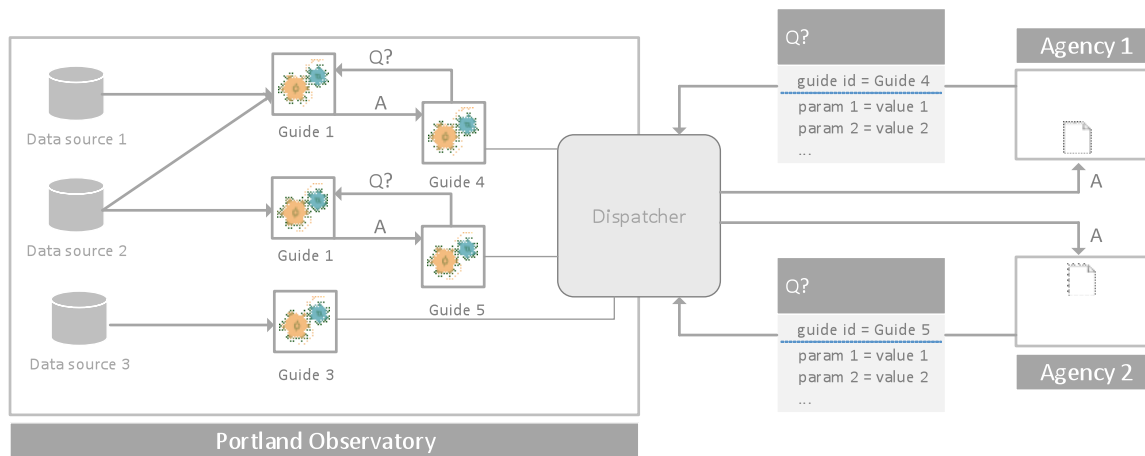 Q?
Agency 1
guide id = Guide 4
param 1 = value 1
param 2 = value 2
...
A
Q?
A
Data source 1
Guide 1
Guide 4
Q?
A
Data source 2
Guide 1
Guide 5
Data source 3
Guide 3
Dispatcher
A
Q?
guide id = Guide 5
param 1 = value 1
param 2 = value 2
...
Agency 2
Portland Observatory